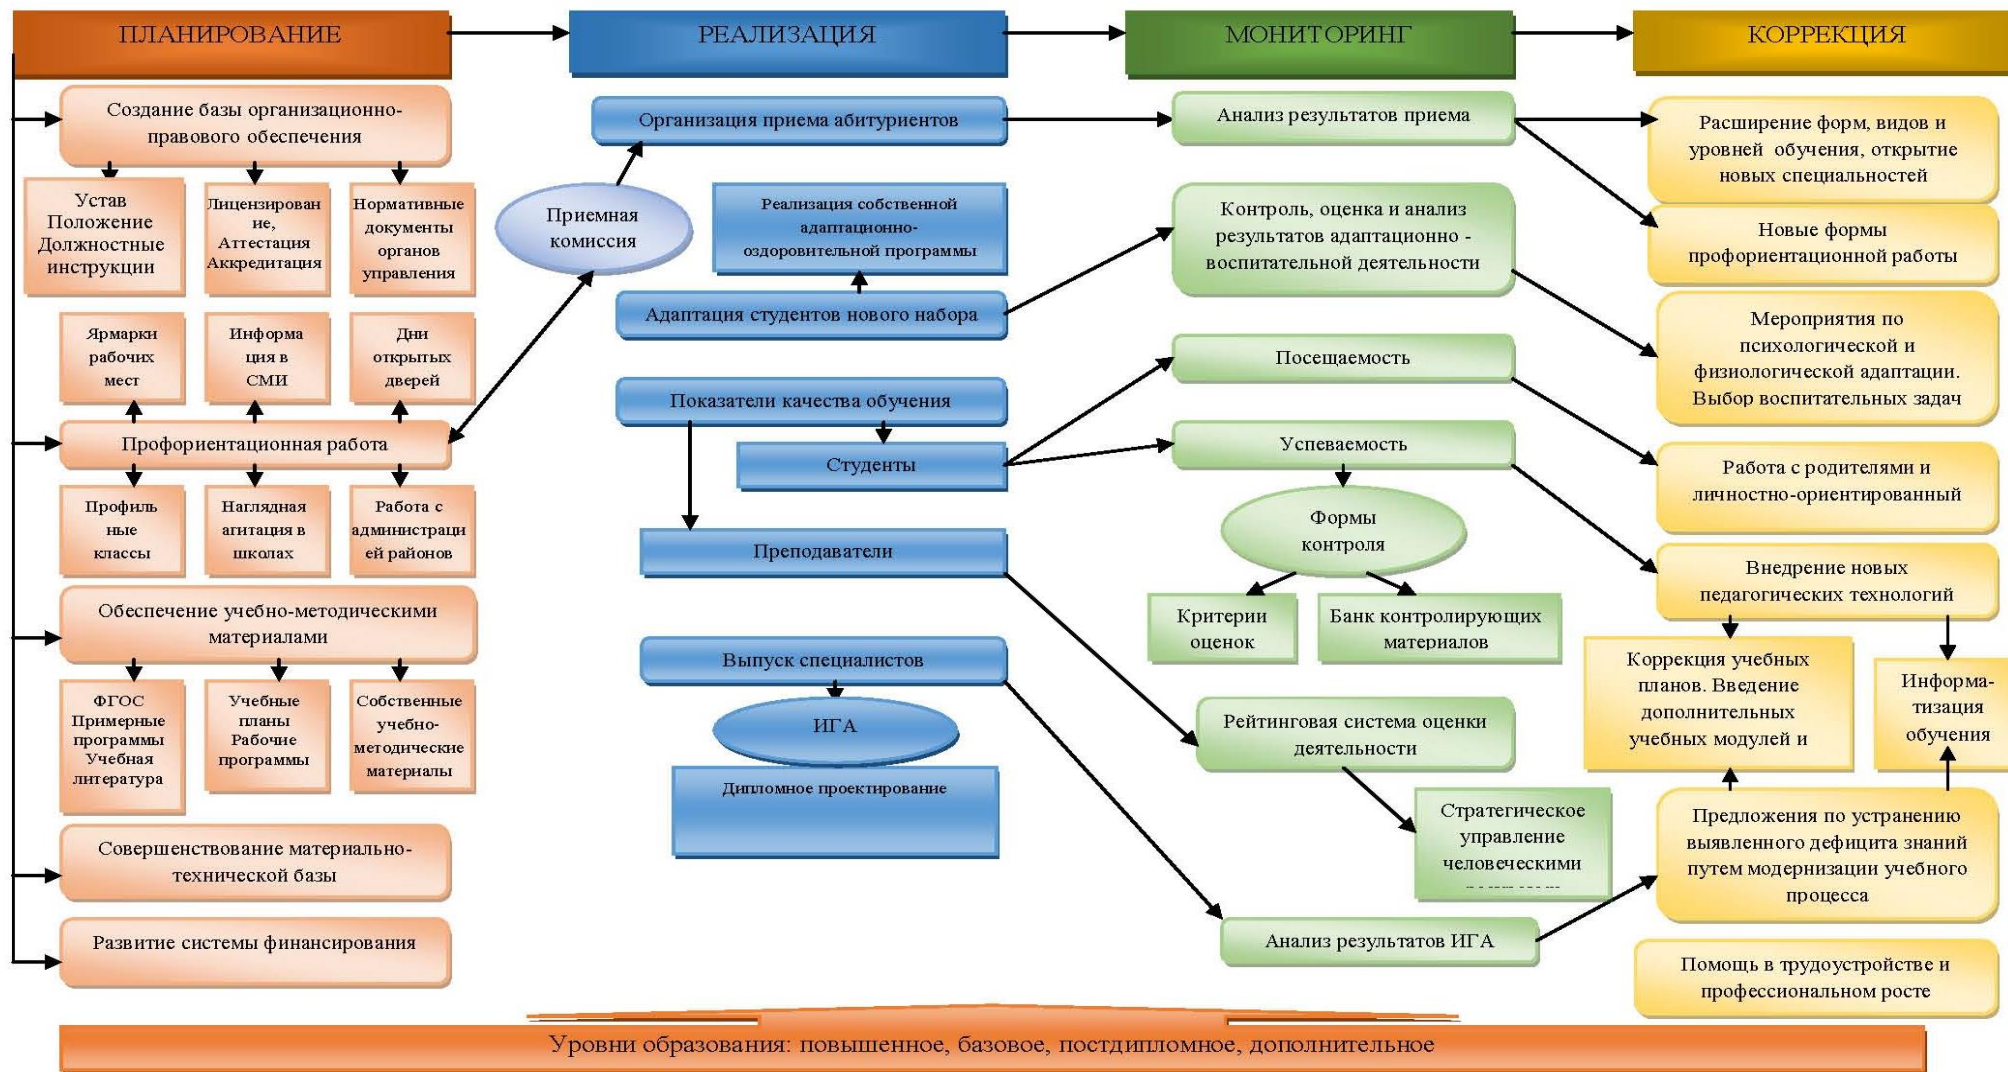 ПЛАНИРОВАНИЕ
РЕАЛИЗАЦИЯ
МОНИТОРИНГ
КОРРЕКЦИЯ
Создание базы организационно-
правового обеспечения
Устав
Положение
Должностные
инструкции
Лицензирован
ие,
Аттестация
Аккредитация
Нормативные
документы
органов
управления
Ярмарки
рабочих
мест
Информа
ция в
СМИ
Дни
открытых
дверей
Профориентационная работа
Профиль
ные
классы
Наглядная
агитация в
школах
Работа с
администраци
ей районов
Обеспечение учебно-методическими
материалами
ФГОС
Примерные
программы
Учебная
литература
Учебные
планы
Рабочие
программы
Собственные
учебно-
методические
материалы
Совершенствование материально-
технической базы
Развитие системы финансирования
Приемная
комиссия
Организация приема абитуриентов
Реализация собственной
адаптационно-
оздоровительной программы
Адаптация студентов нового набора
Показатели качества обучения
Студенты
Преподаватели
Выпуск специалистов
ИГА
Дипломное проектирование
Анализ результатов приема
Контроль, оценка и анализ
результатов адаптационно -
воспитательной деятельности
Посещаемость
Успеваемость
Формы
контроля
Критерии
оценок
Банк контролирующих
материалов
Рейтинговая система оценки
деятельности
Стратегическое
управление
человеческими
Анализ результатов ИГА
Расширение форм, видов и
уровней обучения, открытие
новых специальностей
Новые формы
профориентационной работы
Мероприятия по
психологической и
физиологической адаптации.
Выбор воспитательных задач
Работа с родителями и
личностно-ориентированный
Внедрение новых
педагогических технологий
Коррекция учебных
планов. Введение
дополнительных
учебных модулей и
Информа-
тизация
обучения
Предложения по устранению
выявленного дефицита знаний
путем модернизации учебного
процесса
Помощь в трудоустройстве и
профессиональном росте
Уровни образования: повышенное, базовое, постдипломное, дополнительное